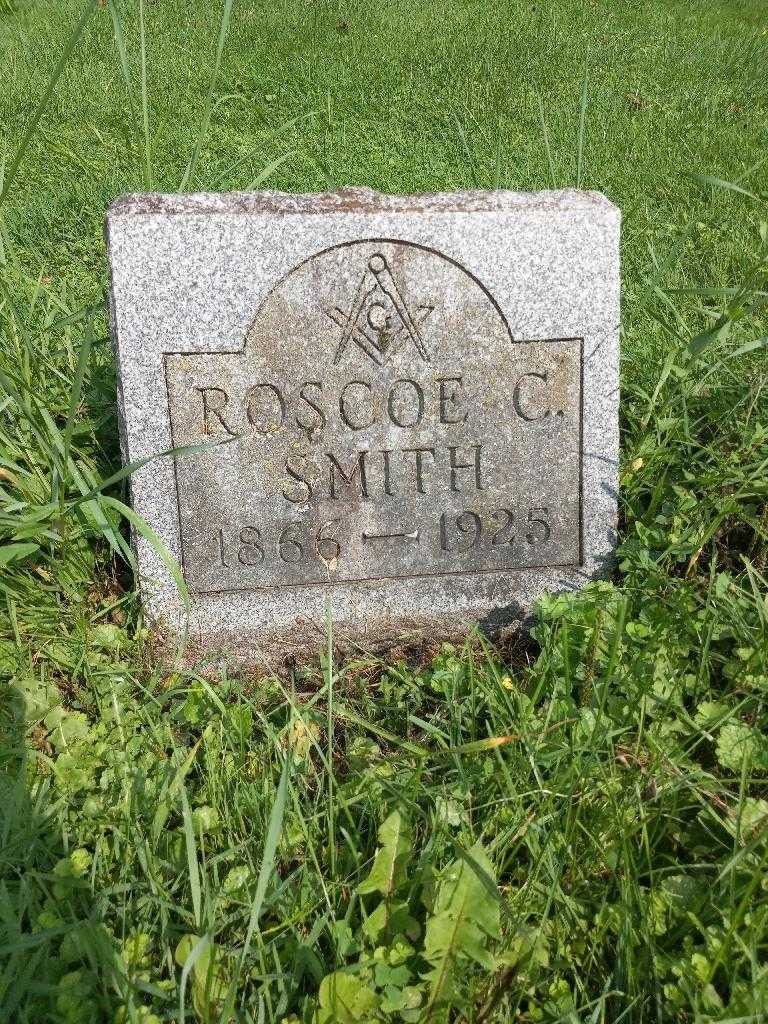 G
ROSCOE C.
SMITH
1866 — 1925